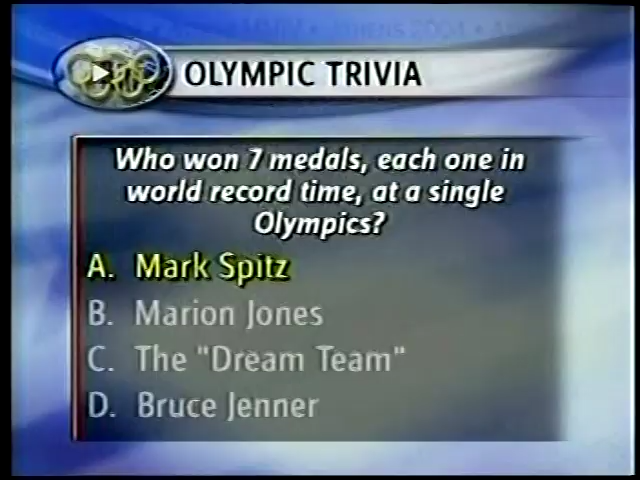 OLYMPIC TRIVIA
Who won 7 medals, each one in
world record time, at a single
Olympics?
A. Mark Spitz
B. Marion Jones
C. The "Dream Team"
D. Bruce Jenner